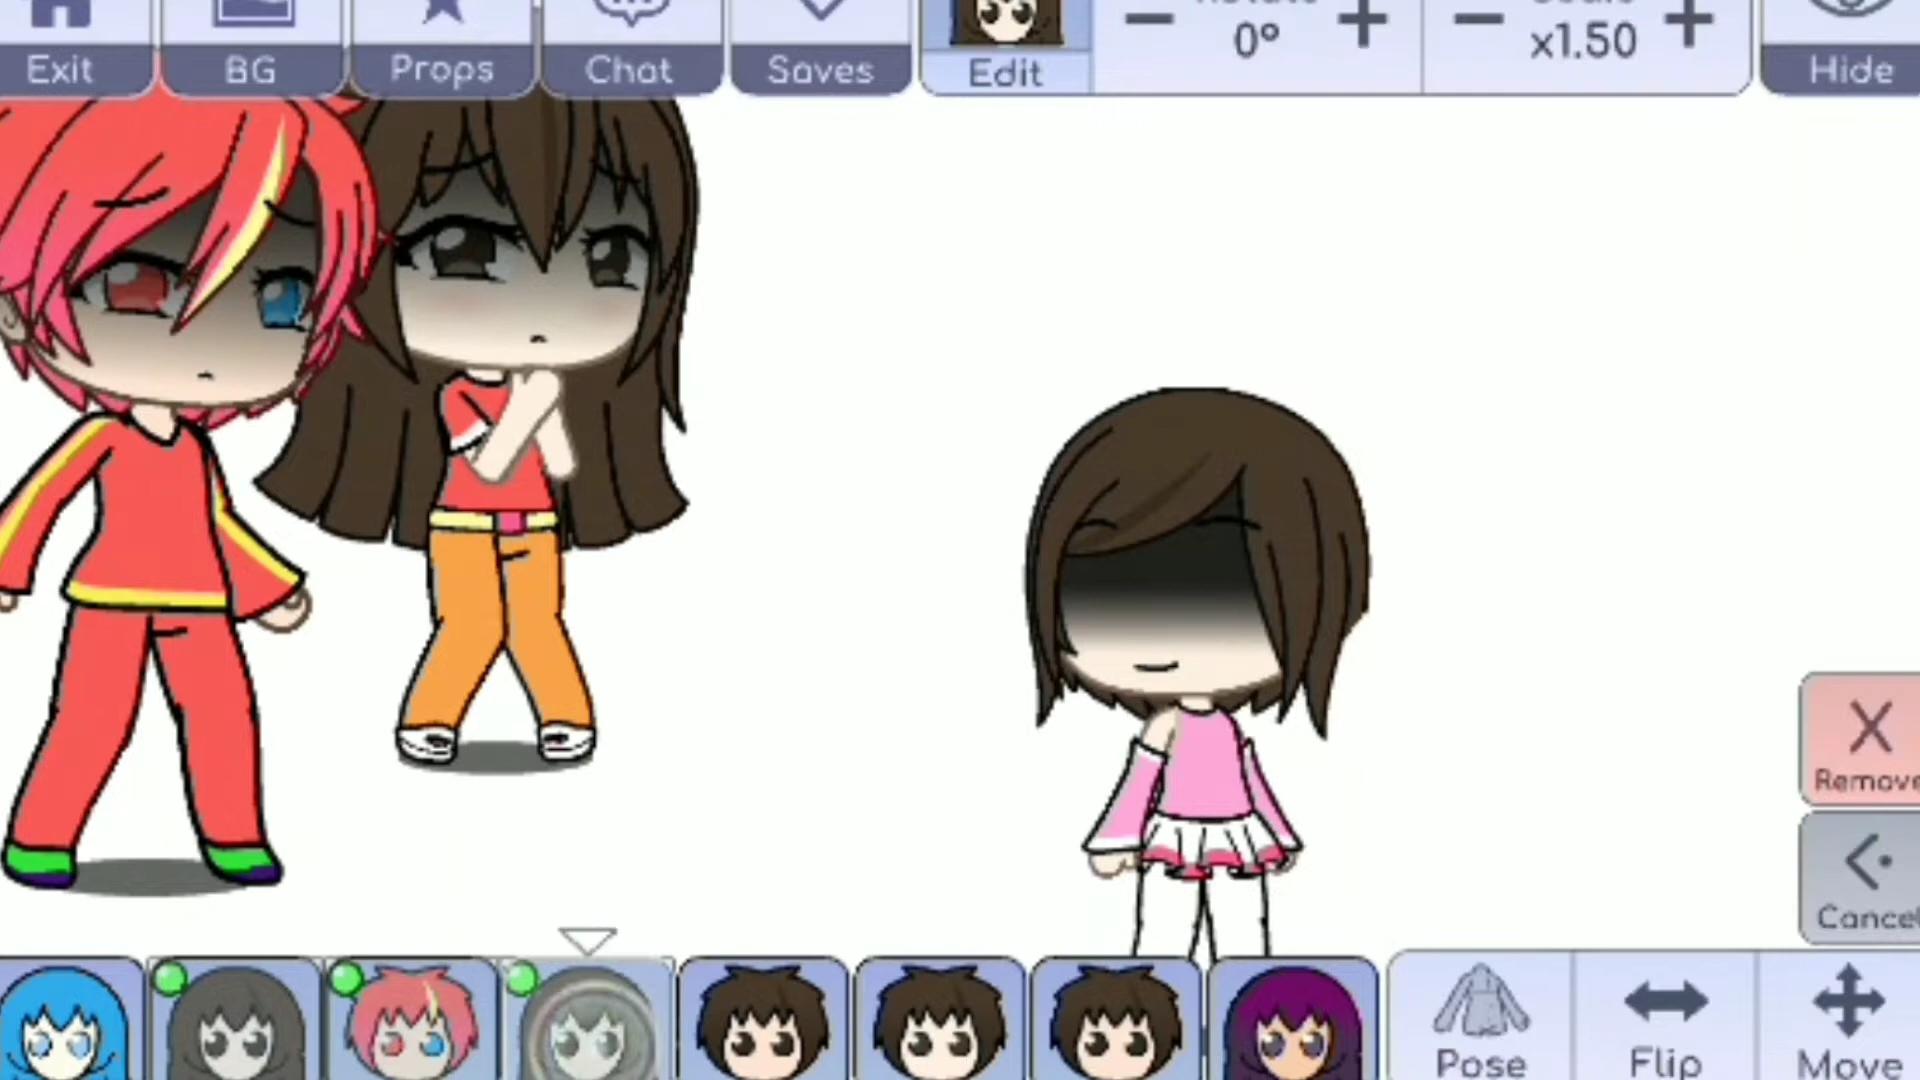 Exit
BG
Props
Chat
Saves
Edit
0°
x1.50
Hide
Remove
Cancel
Pose
Flip
Move